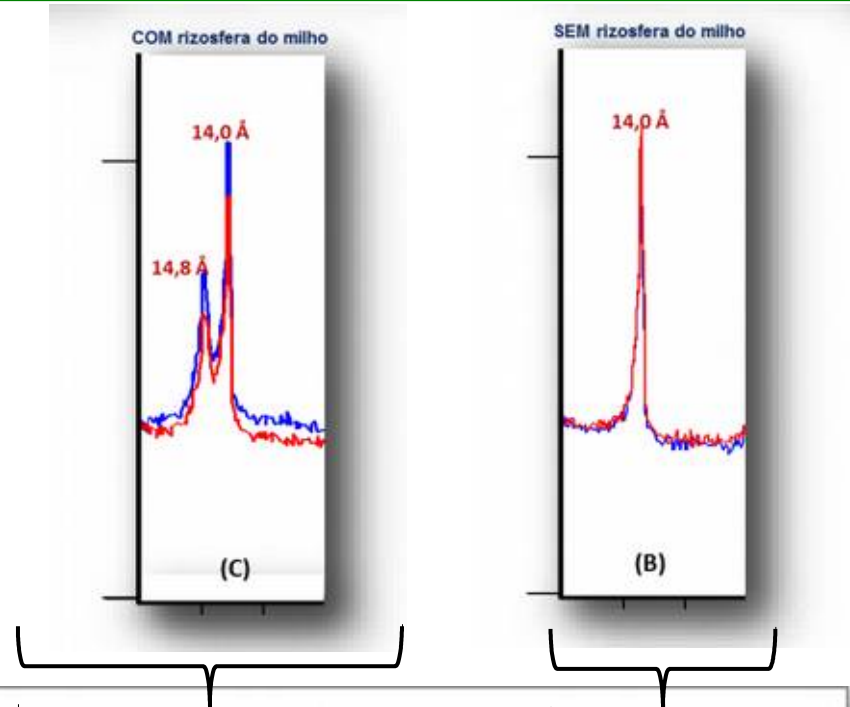 COM rizosfera do milho
14,0 Å
14,8 Å
(C)
SEM rizosfera do milho
14,0 Å
(B)